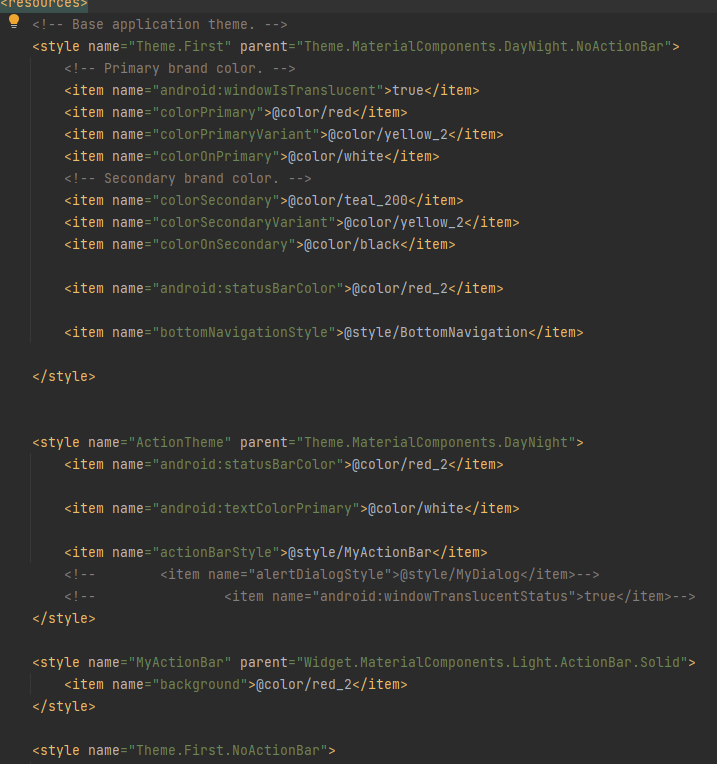 <resources>
<!-- Base application theme. -->
<style name="Theme.First" parent="Theme.MaterialComponents.DayNight.NoActionBar">
<!-- Primary brand color. -->
<item name="android:windowIsTranslucent">true</item>
<item name="colorPrimary">@color/red</item>
<item name="colorPrimaryVariant">@color/yellow_2</item>
<item name="colorOnPrimary">@color/white</item>
<!-- Secondary brand color. -->
<item name="colorSecondary">@color/teal_200</item>
<item name="colorSecondaryVariant">@color/yellow_2</item>
<item name="colorOnSecondary">@color/black</item>
<item name="android:statusBarColor">@color/red_2</item>
<item name="bottomNavigationStyle">@style/BottomNavigation</item>
</style>
<style name="ActionTheme" parent="Theme.MaterialComponents.DayNight">
<item name="android:statusBarColor">@color/red_2</item>
<item name="android:textColorPrimary">@color/white</item>
<item name="actionBarStyle">@style/MyActionBar</item>
<!--        <item name="alertDialogStyle">@style/MyDialog</item>-->
<!--                <item name="android:windowTranslucentStatus">true</item>-->
</style>
<style name="MyActionBar" parent="Widget.MaterialComponents.Light.ActionBar.Solid">
<item name="background">@color/red_2</item>
</style>
<style name="Theme.First.NoActionBar">